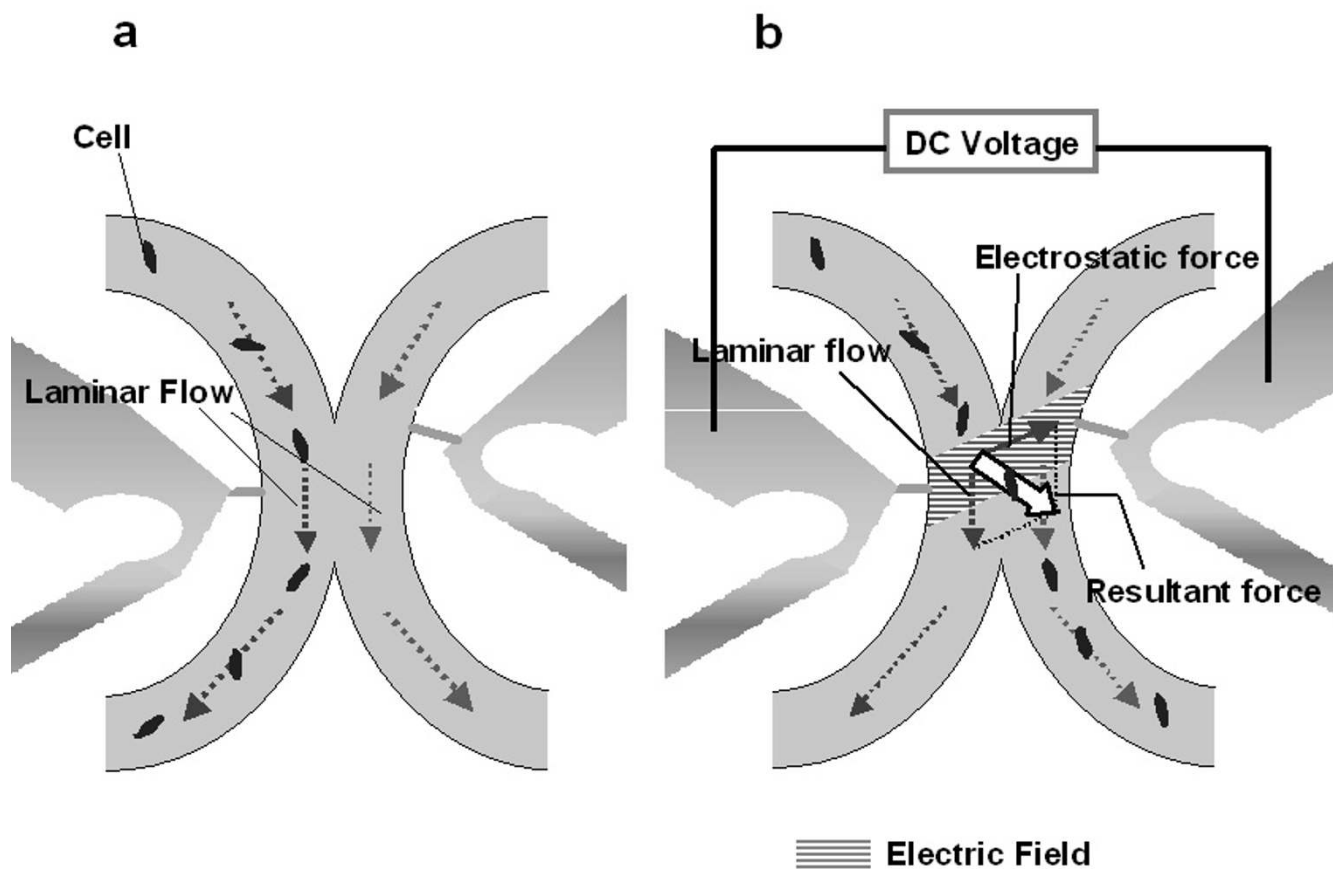 a
b
Cell
DC Voltage
Electrostatic force
Laminar flow
Laminar Flow
Resultant force
Electric Field